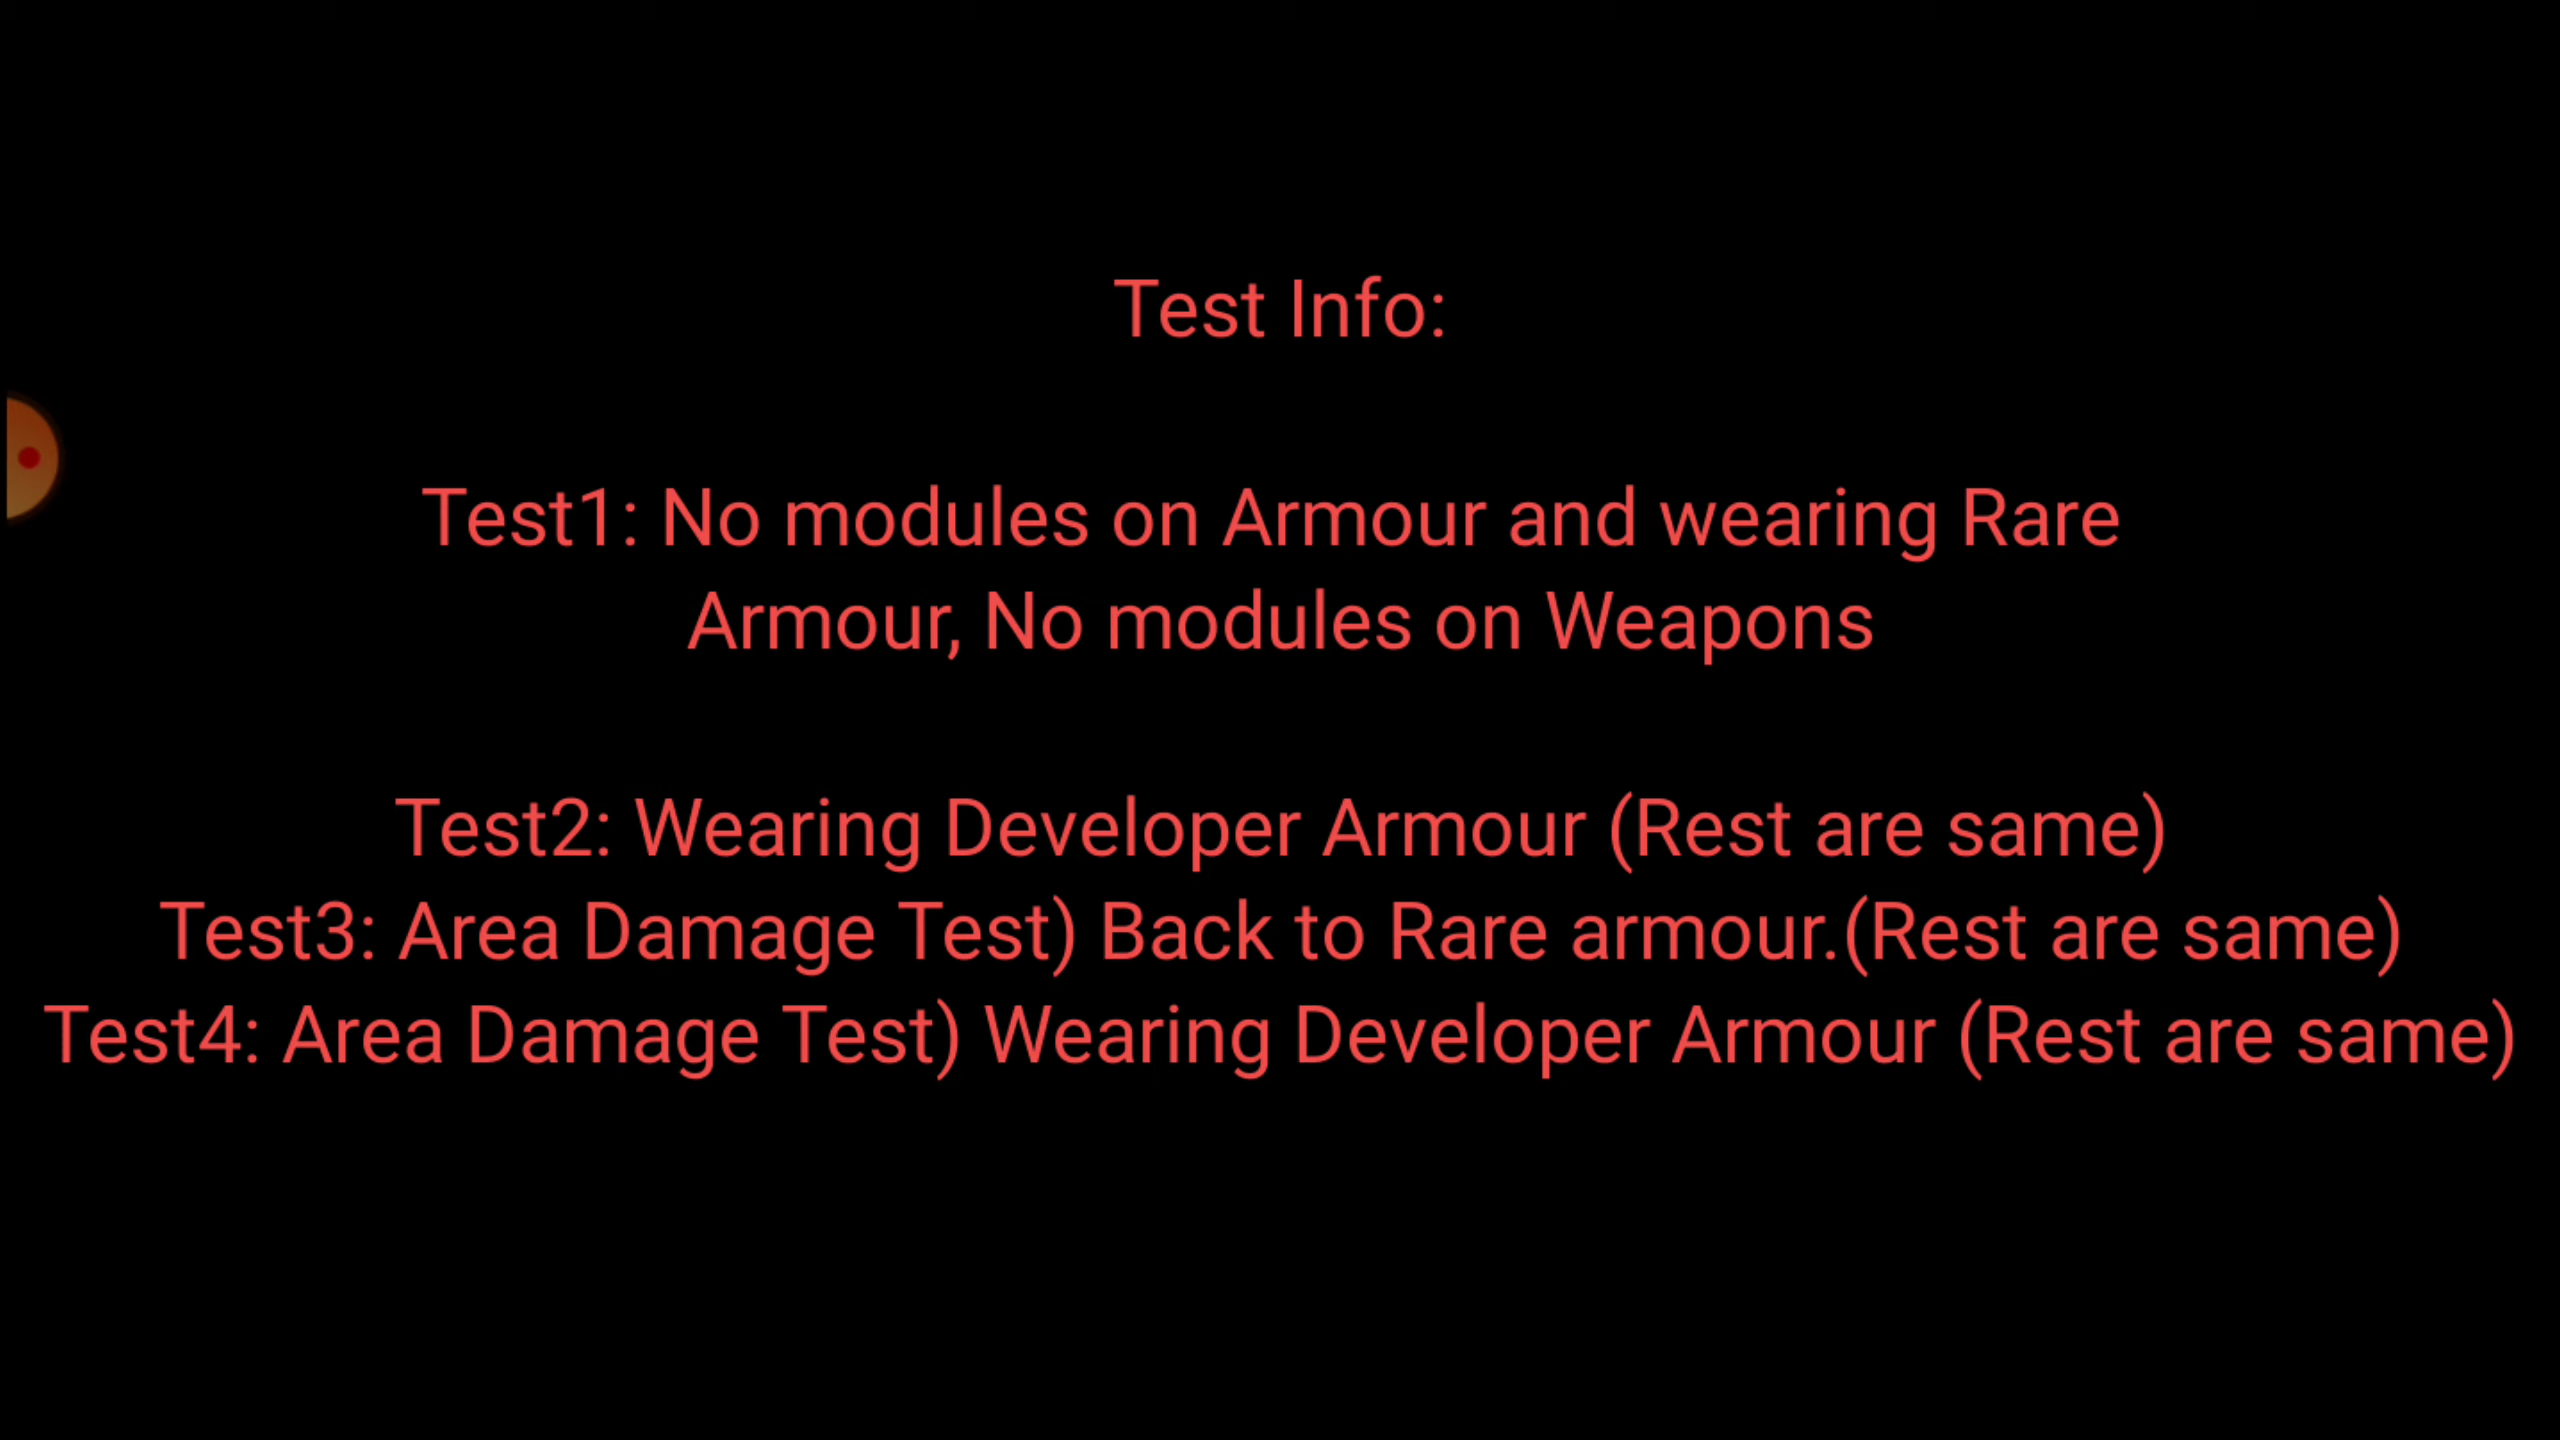 Test Info:
Test1: No modules on Armour and wearing Rare
Armour, No modules on Weapons
Test2: Wearing Developer Armour (Rest are same)
Test3: Area Damage Test) Back to Rare armour.(Rest are same)
Test4: Area Damage Test) Wearing Developer Armour (Rest are same)